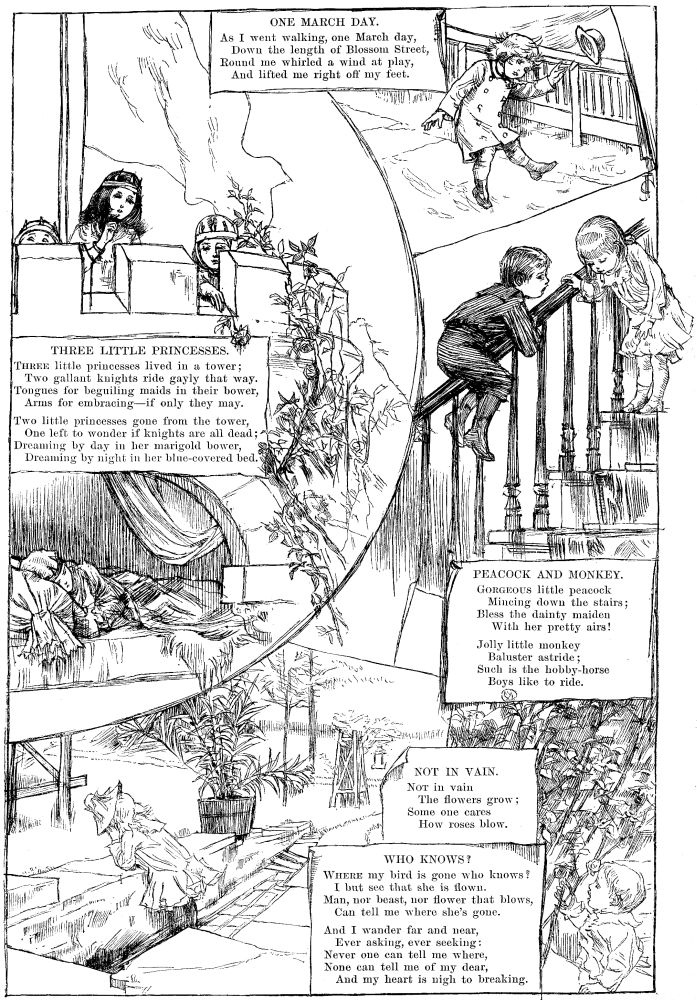 ONE MARCH DAY.
As I went walking, one March day,
Down the length of Blossom Street,
Round me whirled a wind at play,
And lifted me right off my feet.
THREE LITTLE PRINCESSES.
THREE little princesses lived in a tower;
Two gallant knights ride gayly that way.
Tongues for beguiling maids in their bower,
Arms for embracing—if only they may.
Two little princesses gone from the tower,
One left to wonder if knights are all dead;
Dreaming by day in her marigold bower,
Dreaming by night in her blue-covered bed.
PEACOCK AND MONKEY.
GORGEOUS little peacock
Mincing down the stairs;
Bless the dainty maiden
With her pretty airs!
Jolly little monkey
Baluster astride;
Such is the hobby-horse
Boys like to ride.
NOT IN VAIN.
NOT in vain
The flowers grow;
Some one cares
How roses blow.
WHO KNOWS?
WHERE my bird is gone who knows?
I but see that she is flown.
Man, nor beast, nor flower that blows,
Can tell me where she's gone.
And I wander far and near,
Ever asking, ever seeking:
Never one can tell me where,
None can tell me of my dear,
And my heart is nigh to breaking.